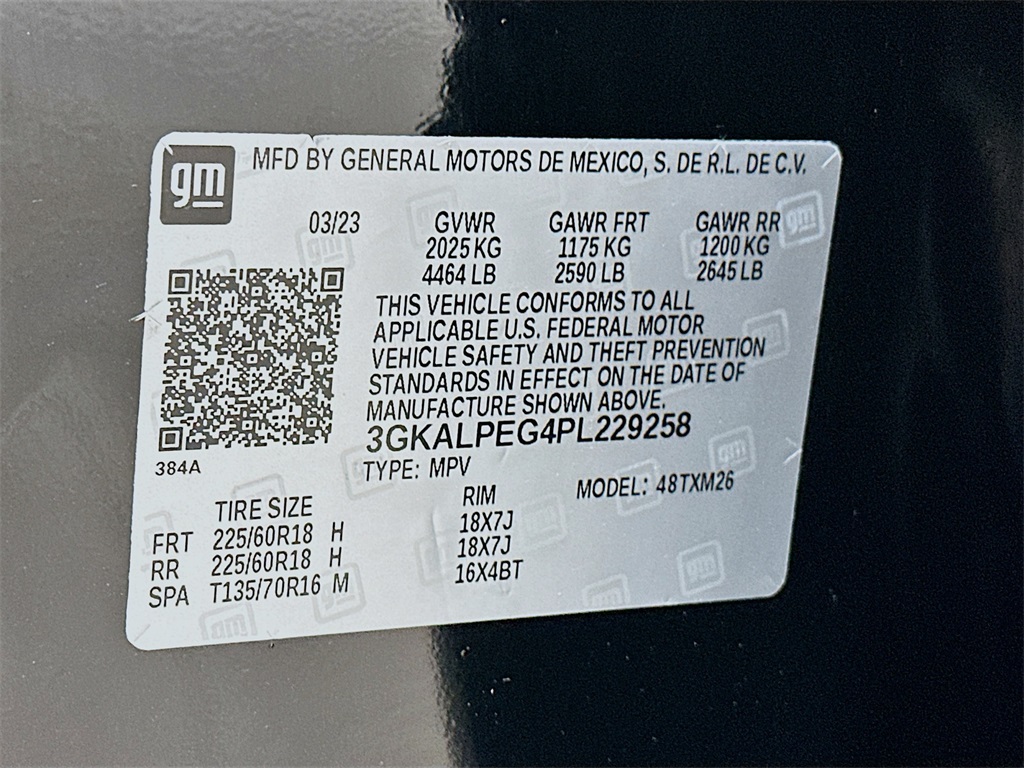 gm MFD BY GENERAL MOTORS DE MEXICO, S. DE R.L. DE C.V.
03/23 GVWR GAWR FRT GAWR RR
2025 KG 1175 KG 1200 KG
4464 LB 2590 LB 2645 LB
THIS VEHICLE CONFORMS TO ALL
APPLICABLE U.S. FEDERAL MOTOR
VEHICLE SAFETY AND THEFT PREVENTION
STANDARDS IN EFFECT ON THE DATE OF
MANUFACTURE SHOWN ABOVE.
3GKALPEG4PL229258
384A
TYPE: MPV MODEL: 48TXM26
TIRE SIZE RIM
FRT 225/60R18 H 18X7J
RR 225/60R18 H 18X7J
SPA T135/70R16 M 16X4BT